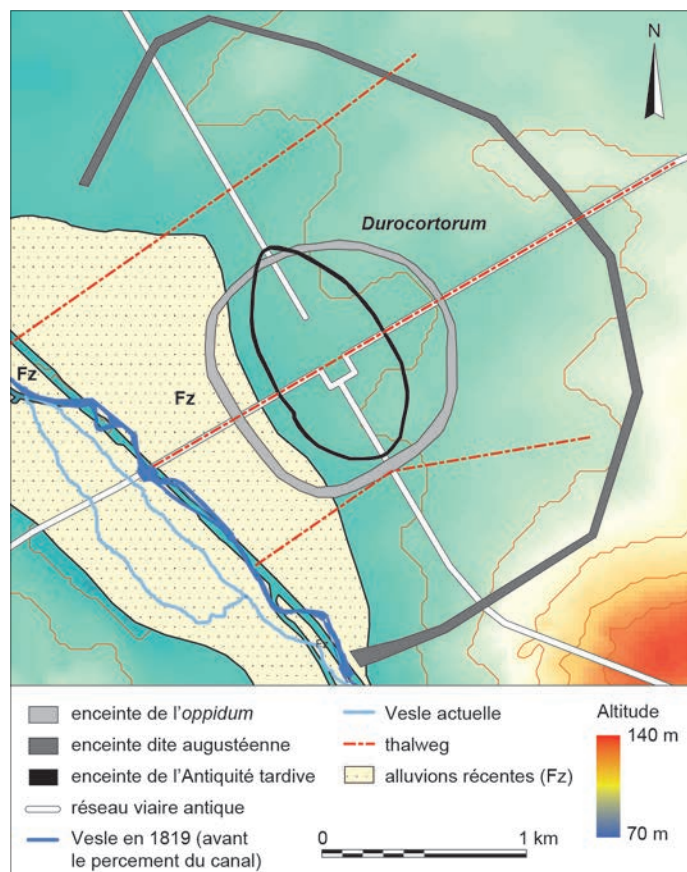 N
Durocortorum
Fz
Fz
Fz
enceinte de l'oppidum
enceinte dite augustéenne
enceinte de l'Antiquité tardive
réseau viaire antique
Vesle en 1819 (avant
le percement du canal)
Vesle actuelle
thalweg
alluvions récentes (Fz)
0 1 km
Altitude
140 m
70 m